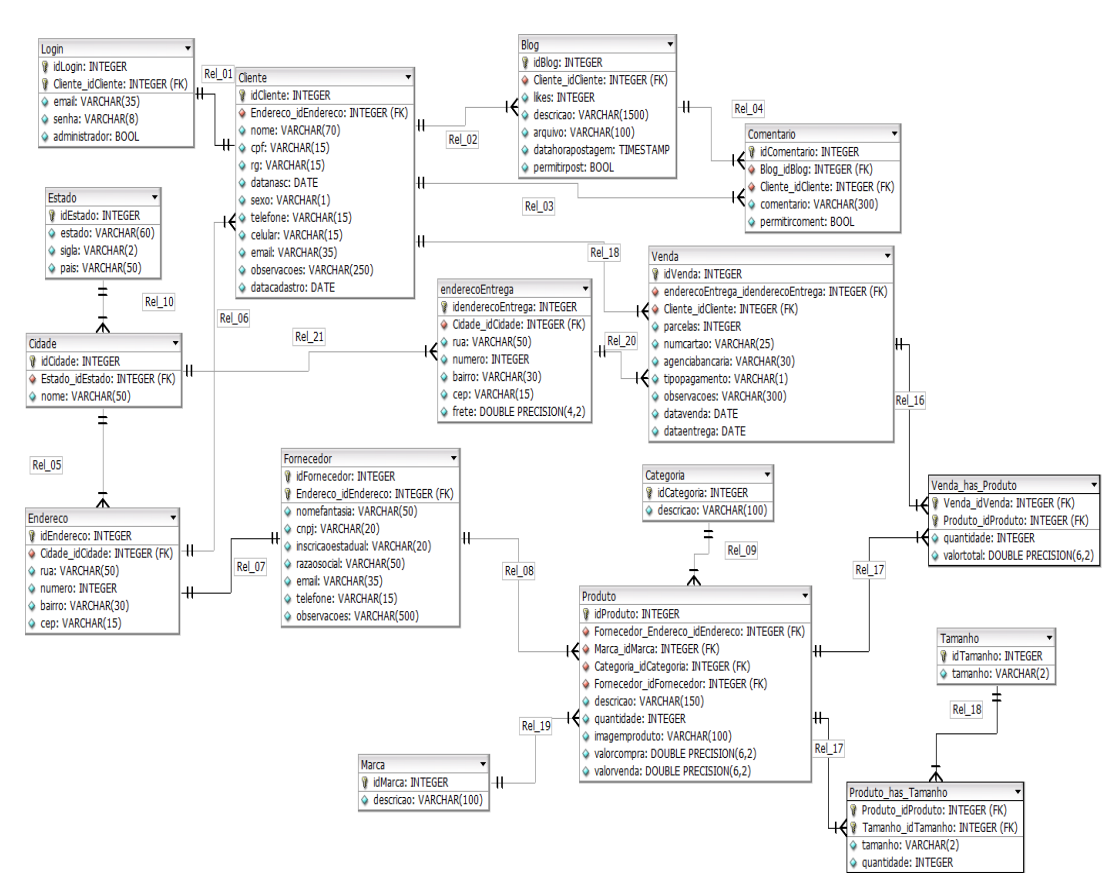 Login
idLogin: INTEGER
Cliente_idCliente: INTEGER (FK)
email: VARCHAR(35)
senha: VARCHAR(8)
administrador: BOOL
Rel_01
Cliente
idCliente: INTEGER
Endereco_idEndereco: INTEGER (FK)
nome: VARCHAR(70)
cpf: VARCHAR(15)
rg: VARCHAR(15)
datanasc: DATE
sexo: VARCHAR(1)
telefone: VARCHAR(15)
celular: VARCHAR(15)
email: VARCHAR(35)
observacoes: VARCHAR(250)
datacadastro: DATE
Rel_02
Blog
idBlog: INTEGER
Cliente_idCliente: INTEGER (FK)
likes: INTEGER
descricao: VARCHAR(1500)
arquivo: VARCHAR(100)
datahorapostagem: TIMESTAMP
permitirpost: BOOL
Rel_04
Comentario
idComentario: INTEGER
Blog_idBlog: INTEGER (FK)
Cliente_idCliente: INTEGER (FK)
comentario: VARCHAR(300)
permitircoment: BOOL
Rel_03
Estado
idEstado: INTEGER
estado: VARCHAR(60)
sigla: VARCHAR(2)
pais: VARCHAR(50)
Rel_10
Rel_06
Rel_18
Venda
idVenda: INTEGER
enderecoEntrega_idenderecoEntrega: INTEGER (FK)
Cliente_idCliente: INTEGER (FK)
parcelas: INTEGER
numcartao: VARCHAR(25)
agenciabancaria: VARCHAR(30)
tipopagamento: VARCHAR(1)
observacoes: VARCHAR(300)
datavenda: DATE
dataentrega: DATE
enderecoEntrega
idenderecoEntrega: INTEGER
Cidade_idCidade: INTEGER (FK)
rua: VARCHAR(50)
numero: INTEGER
bairro: VARCHAR(30)
cep: VARCHAR(15)
frete: DOUBLE PRECISION(4,2)
Rel_20
Rel_21
Cidade
idCidade: INTEGER
Estado_idEstado: INTEGER (FK)
nome: VARCHAR(50)
Rel_16
Rel_05
Fornecedor
idFornecedor: INTEGER
Endereco_idEndereco: INTEGER (FK)
nomefantasia: VARCHAR(50)
cnpj: VARCHAR(20)
inscricaoestadual: VARCHAR(20)
razaosocial: VARCHAR(50)
email: VARCHAR(35)
telefone: VARCHAR(15)
observacoes: VARCHAR(500)
Categoria
idCategoria: INTEGER
descricao: VARCHAR(100)
Rel_09
Venda_has_Produto
Venda_idVenda: INTEGER (FK)
Produto_idProduto: INTEGER (FK)
quantidade: INTEGER
valortotal: DOUBLE PRECISION(6,2)
Endereco
idEndereco: INTEGER
Cidade_idCidade: INTEGER (FK)
rua: VARCHAR(50)
numero: INTEGER
bairro: VARCHAR(30)
cep: VARCHAR(15)
Rel_07
Rel_08
Rel_17
Produto
idProduto: INTEGER
Fornecedor_Endereco_idEndereco: INTEGER (FK)
Marca_idMarca: INTEGER (FK)
Categoria_idCategoria: INTEGER (FK)
Fornecedor_idFornecedor: INTEGER (FK)
descricao: VARCHAR(150)
quantidade: INTEGER
imagemproduto: VARCHAR(100)
valorcompra: DOUBLE PRECISION(6,2)
valorvenda: DOUBLE PRECISION(6,2)
Tamanho
idTamanho: INTEGER
tamanho: VARCHAR(2)
Rel_18
Rel_19
Rel_17
Marca
idMarca: INTEGER
descricao: VARCHAR(100)
Produto_has_Tamanho
Produto_idProduto: INTEGER (FK)
Tamanho_idTamanho: INTEGER (FK)
tamanho: VARCHAR(2)
quantidade: INTEGER